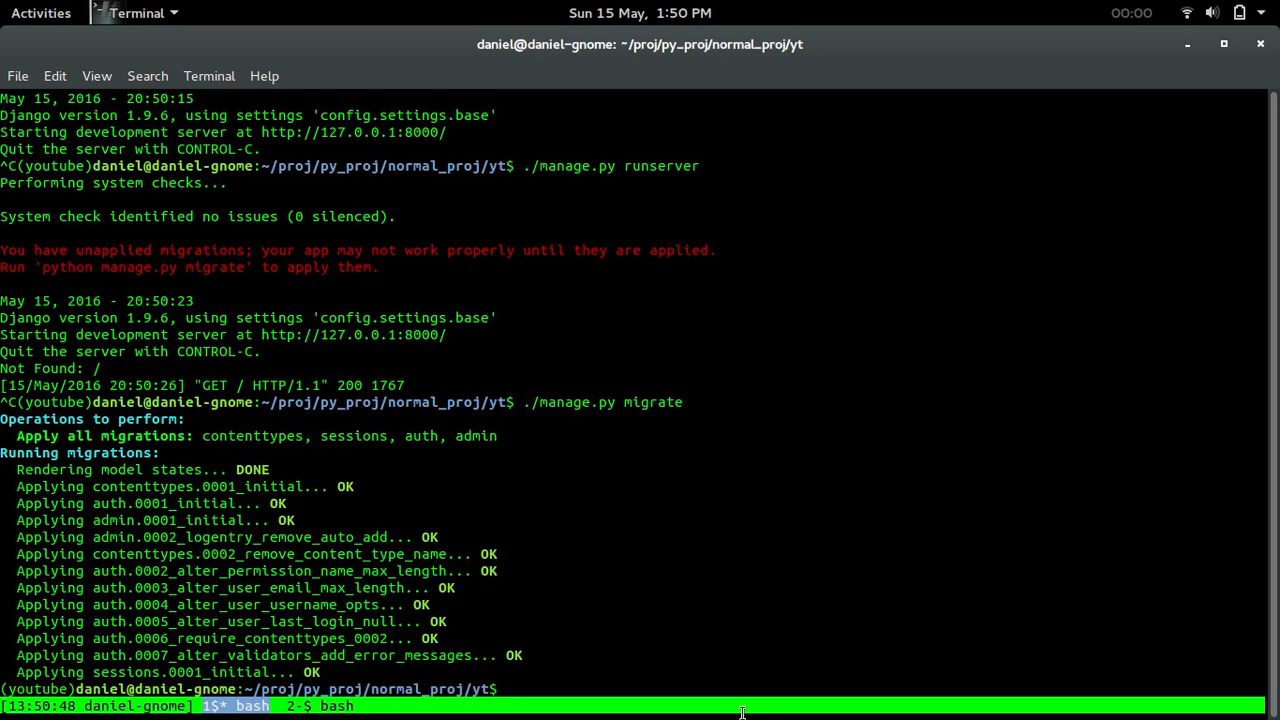 Activities Terminal Sun 15 May, 1:50 PM 00:00
daniel@daniel-gnome: ~/proj/py_proj/normal_proj/yt
File Edit View Search Terminal Help
May 15, 2016 - 20:50:15
Django version 1.9.6, using settings 'config.settings.base'
Starting development server at http://127.0.0.1:8000/
Quit the server with CONTROL-C.
^C(youtube)daniel@daniel-gnome:~/proj/py_proj/normal_proj/yt$ ./manage.py runserver
Performing system checks...
System check identified no issues (0 silenced).
You have unapplied migrations; your app may not work properly until they are applied.
Run 'python manage.py migrate' to apply them.
May 15, 2016 - 20:50:23
Django version 1.9.6, using settings 'config.settings.base'
Starting development server at http://127.0.0.1:8000/
Quit the server with CONTROL-C.
Not Found: /
[15/May/2016 20:50:26] "GET / HTTP/1.1" 200 1767
^C(youtube)daniel@daniel-gnome:~/proj/py_proj/normal_proj/yt$ ./manage.py migrate
Operations to perform:
  Apply all migrations: contenttypes, sessions, auth, admin
Running migrations:
  Rendering model states... DONE
  Applying contenttypes.0001_initial... OK
  Applying auth.0001_initial... OK
  Applying admin.0001_initial... OK
  Applying admin.0002_logentry_remove_auto_add... OK
  Applying contenttypes.0002_remove_content_type_name... OK
  Applying auth.0002_alter_permission_name_max_length... OK
  Applying auth.0003_alter_user_email_max_length... OK
  Applying auth.0004_alter_user_username_opts... OK
  Applying auth.0005_alter_user_last_login_null... OK
  Applying auth.0006_require_contenttypes_0002... OK
  Applying auth.0007_alter_validators_add_error_messages... OK
  Applying sessions.0001_initial... OK
(youtube)daniel@daniel-gnome:~/proj/py_proj/normal_proj/yt$
[13:50:48 daniel-gnome] 1$* bash 2-$ bash